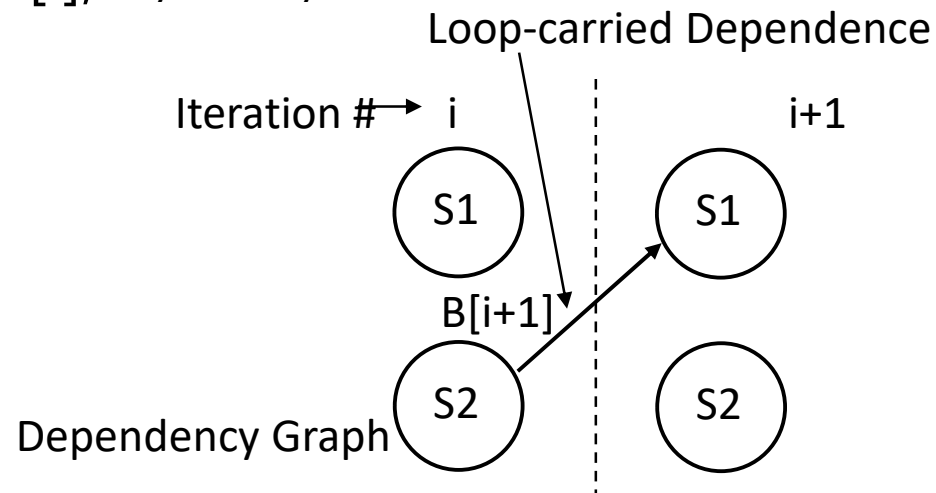 Loop-carried Dependence
Iteration # i i+1
S1 S1
B[i+1]
S2 S2
Dependency Graph